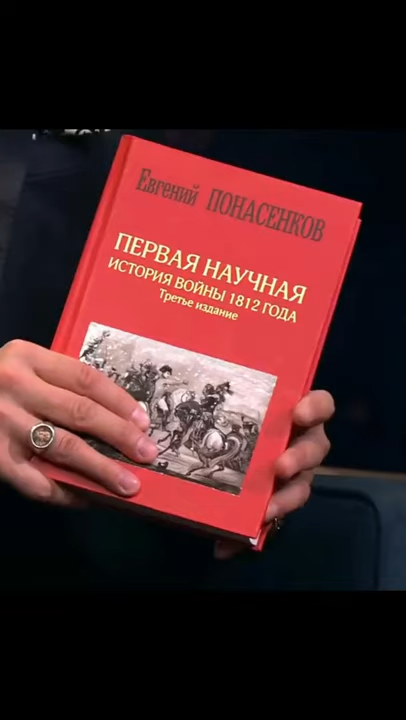 Евгений ПОНАСЕНКОВ
ПЕРВАЯ НАУЧНАЯ
ИСТОРИЯ ВОЙНЫ 1812 ГОДА
Третье издание